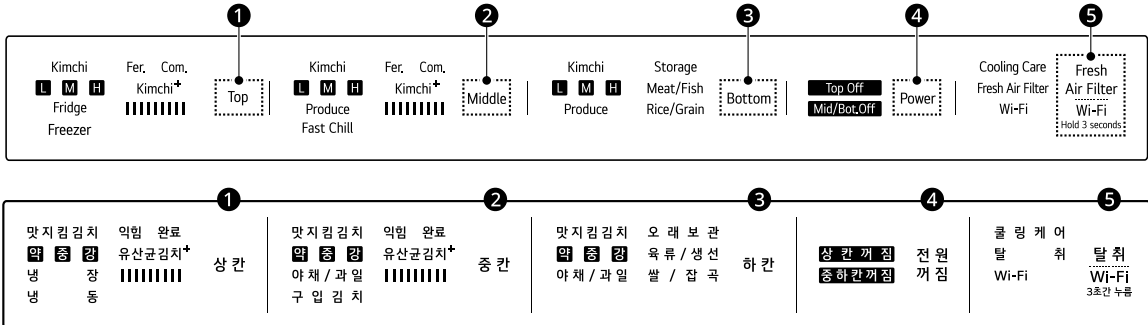 1 2 3 4 5
Kimchi Fer. Com. Kimchi Fer. Com. Kimchi Storage Cooling Care Fresh
L M H Kimchi+ Top L M H Kimchi+ Middle L M H Meat/Fish Bottom Top Off Power Fresh Air Filter Air Filter
Fridge Produce Produce Rice/Grain Mid/Bot.Off Wi-Fi Wi-Fi
Freezer Fast Chill Hold 3 seconds
1 2 3 4 5
맛지킴김치 익힘 완료 맛지킴김치 익힘 완료 맛지킴김치 오래보관 쿨링케어
약 중 강 유산균김치+ 상칸 약 중 강 유산균김치+ 중칸 약 중 강 육류/생선 하칸 상칸꺼짐 전원 탈취 탈취
냉장 야채/과일 야채/과일 쌀/잡곡 중하칸꺼짐 꺼짐 Wi-Fi Wi-Fi
냉동 구입김치 3초간 누름